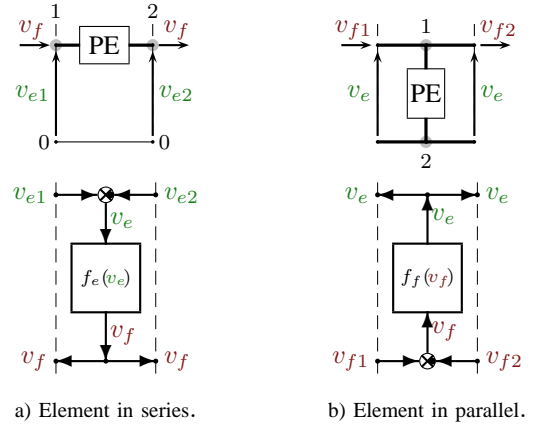 1 2
v_f PE v_f
v_{e1} v_{e2}
0 0
v_{e1} v_{e2}
v_e
f_e(v_e)
v_f
v_f v_f
a) Element in series.
v_{f1} 1 v_{f2}
v_e PE v_e
2
v_e v_e
v_e
f_f(v_f)
v_f
v_{f1} v_{f2}
b) Element in parallel.